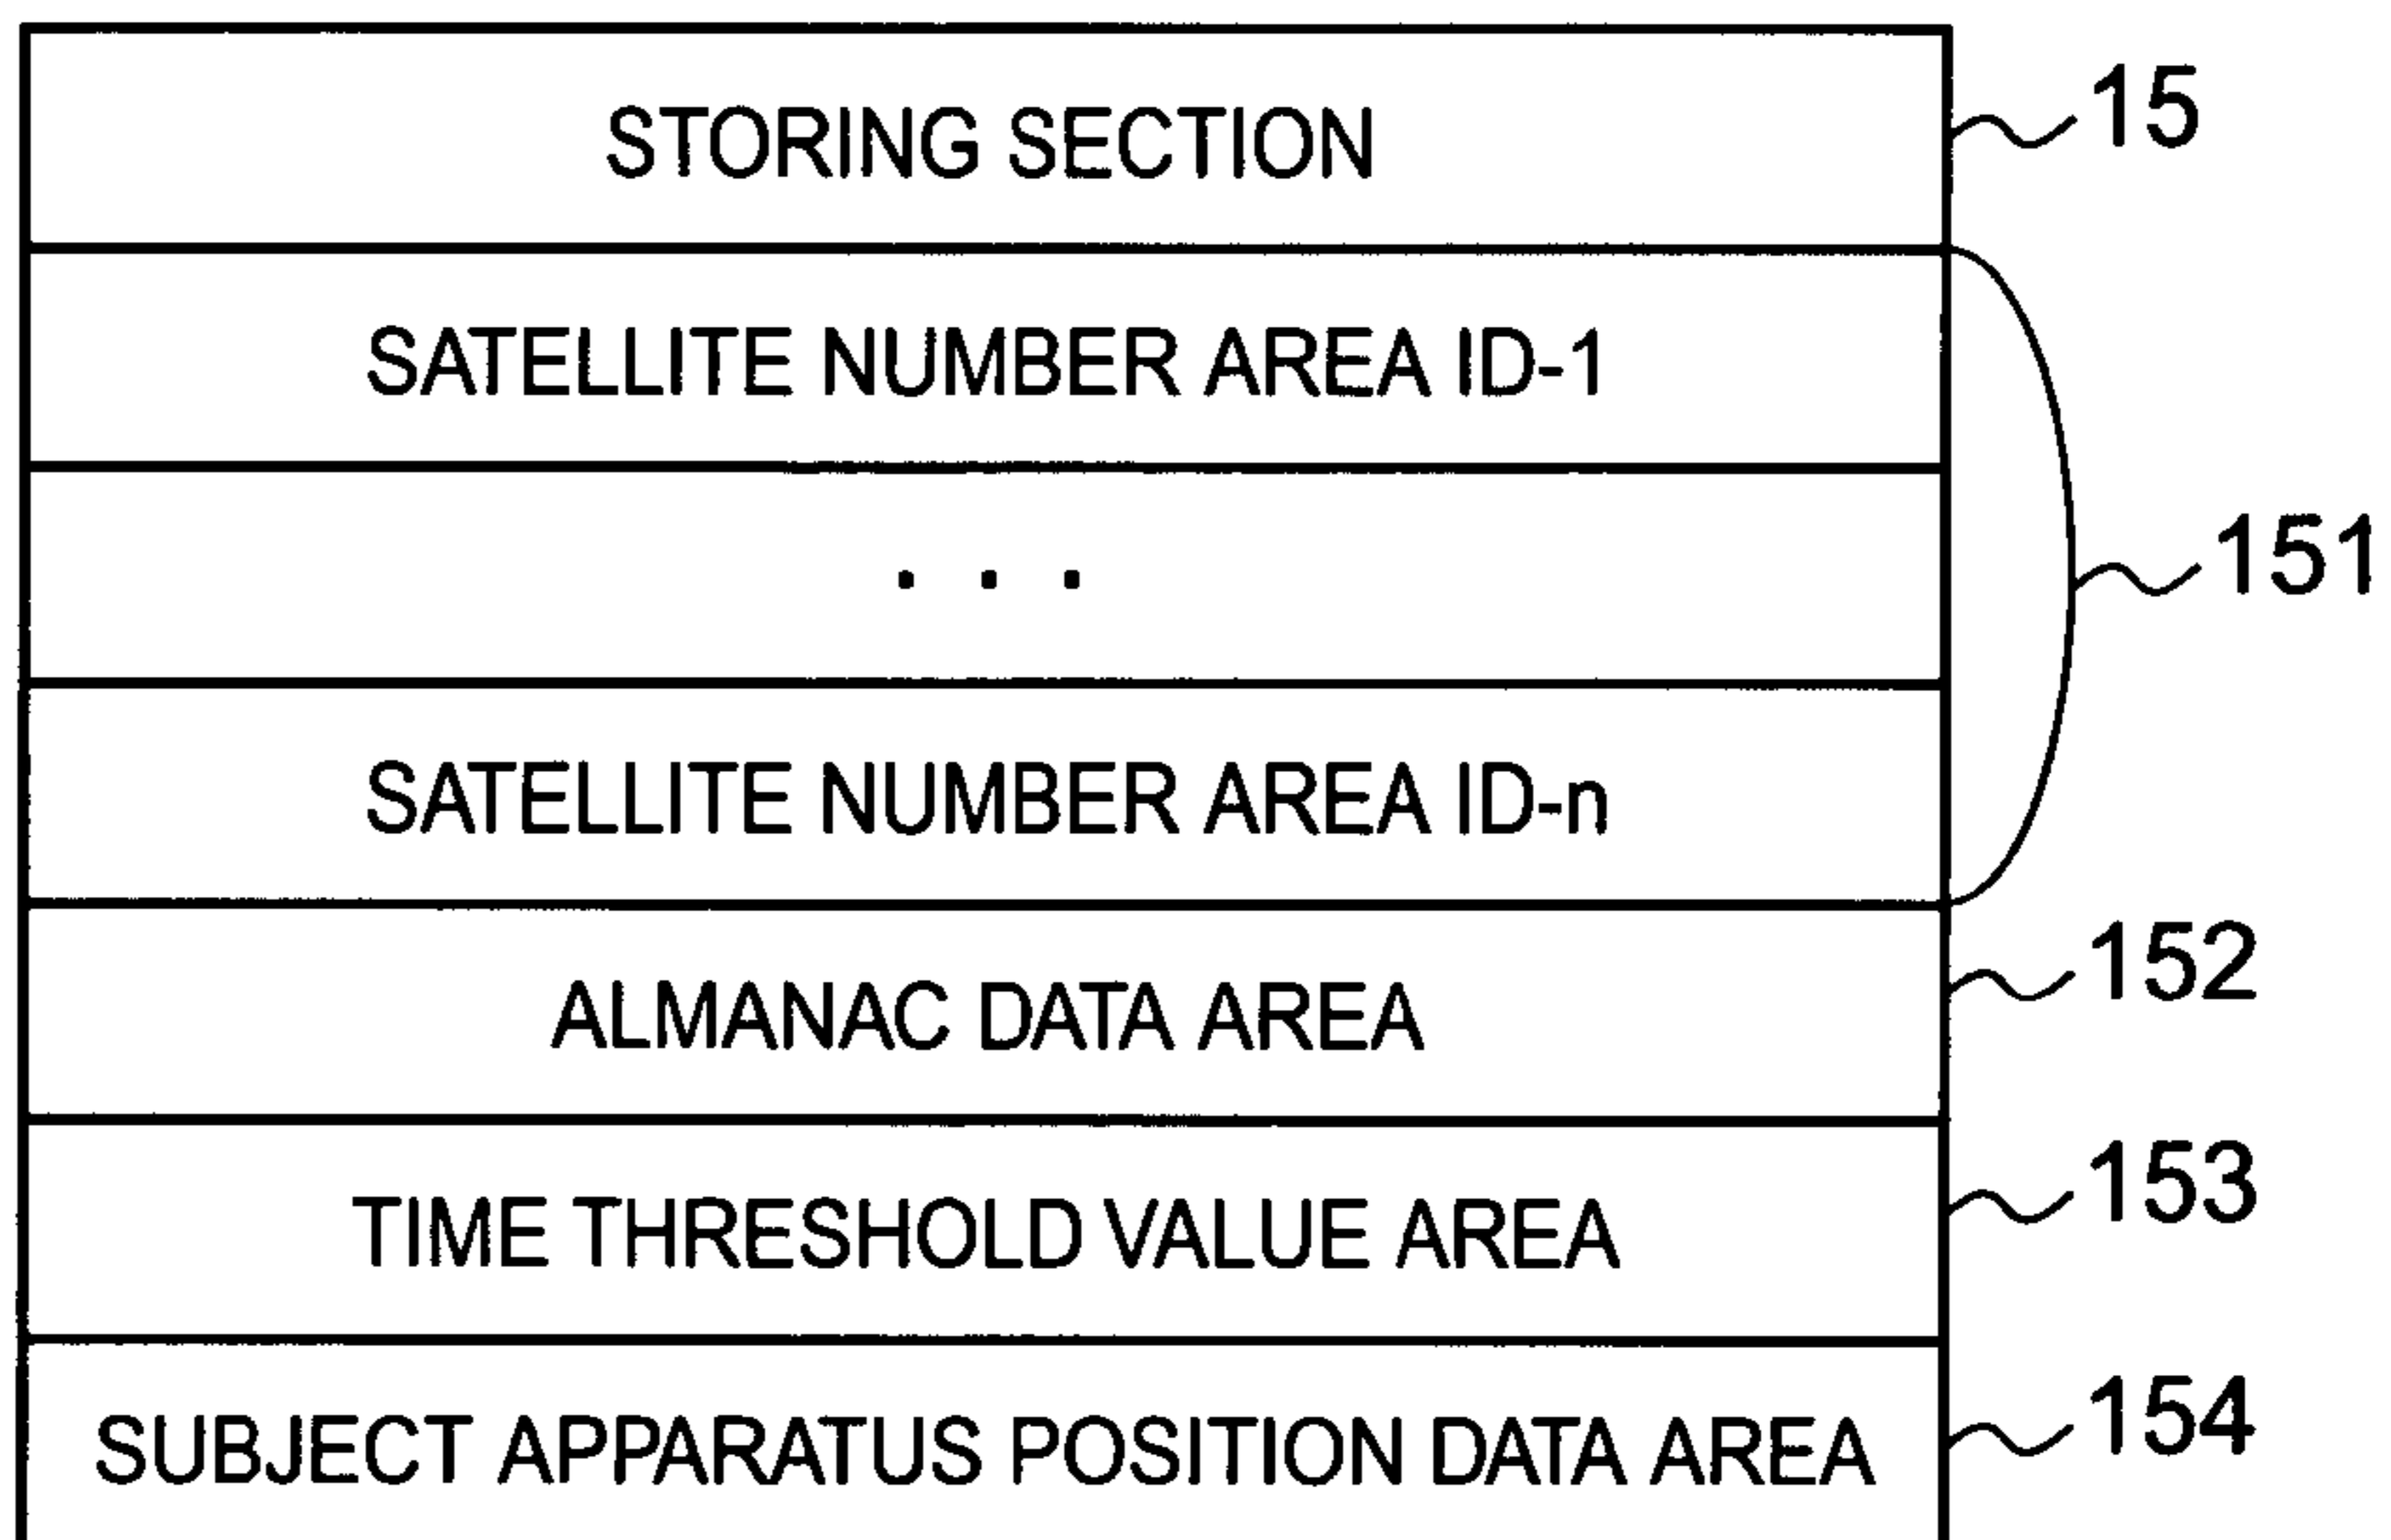 STORING SECTION 15
SATELLITE NUMBER AREA ID-1
. . . 151
SATELLITE NUMBER AREA ID-n
ALMANAC DATA AREA 152
TIME THRESHOLD VALUE AREA 153
SUBJECT APPARATUS POSITION DATA AREA 154